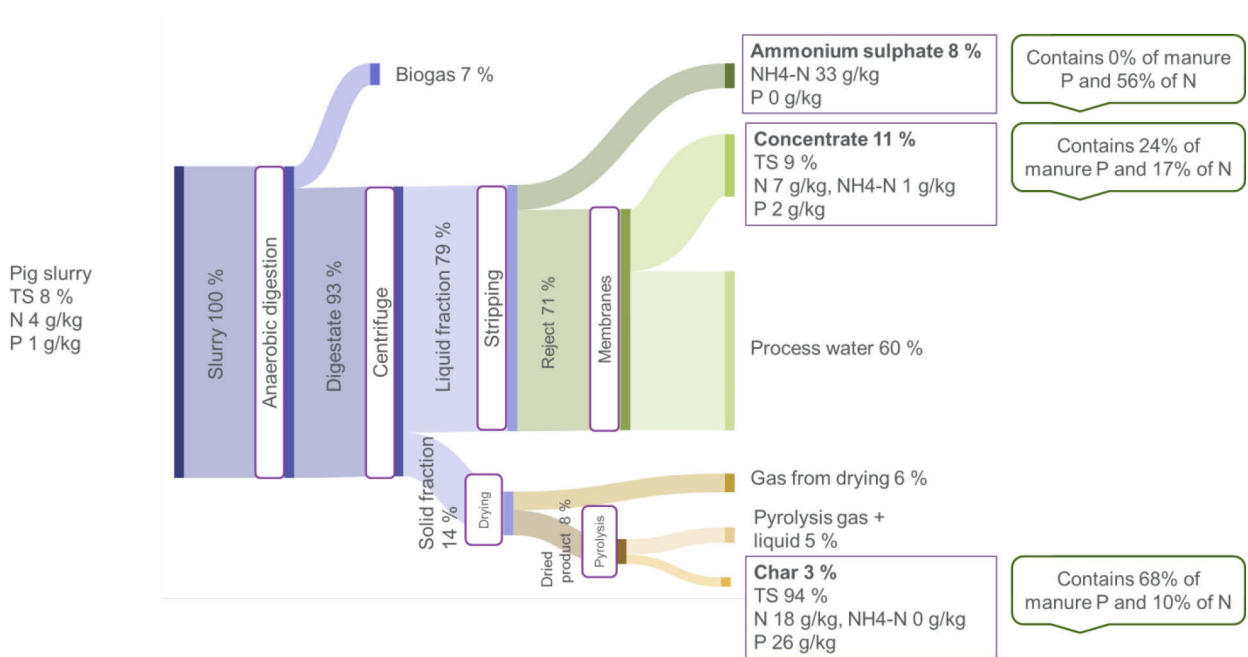 Pig slurry
TS 8 %
N 4 g/kg
P 1 g/kg
Slurry 100 %
Anaerobic digestion
Biogas 7 %
Digestate 93 %
Centrifuge
Liquid fraction 79 %
Stripping
Reject 71 %
Membranes
Solid fraction
14 %
Drying
Dried
product 8 %
Pyrolysis
Ammonium sulphate 8 %
NH4-N 33 g/kg
P 0 g/kg
Contains 0% of manure
P and 56% of N
Concentrate 11 %
TS 9 %
N 7 g/kg, NH4-N 1 g/kg
P 2 g/kg
Contains 24% of
manure P and 17% of N
Process water 60 %
Gas from drying 6 %
Pyrolysis gas +
liquid 5 %
Char 3 %
TS 94 %
N 18 g/kg, NH4-N 0 g/kg
P 26 g/kg
Contains 68% of
manure P and 10% of N